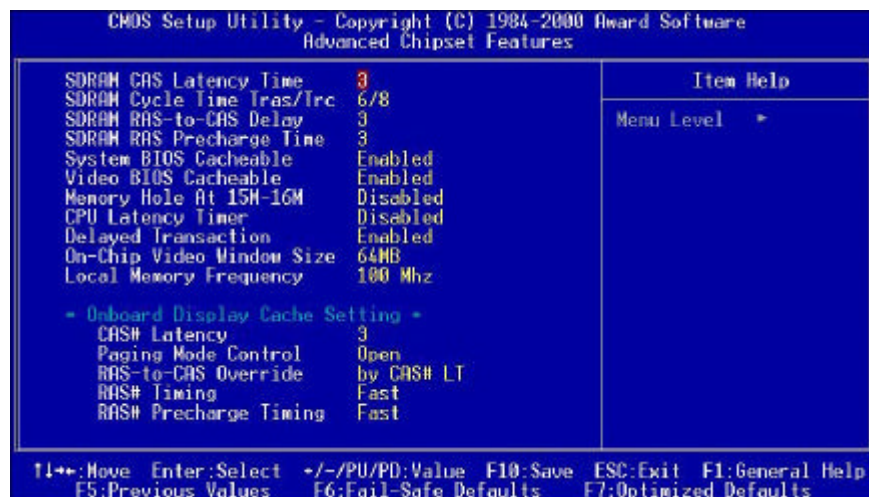 CMOS Setup Utility - Copyright (C) 1984-2000 Award Software
Advanced Chipset Features
SDRAM CAS Latency Time 3
SDRAM Cycle Time Tras/Trc 6/8
SDRAM RAS-to-CAS Delay 3
SDRAM RAS Precharge Time 3
System BIOS Cacheable Enabled
Video BIOS Cacheable Enabled
Memory Hole At 15M-16M Disabled
CPU Latency Timer Disabled
Delayed Transaction Enabled
On-Chip Video Window Size 64MB
Local Memory Frequency 100 Mhz
* Onboard Display Cache Setting *
CAS# Latency 3
Paging Mode Control Open
RAS-to-CAS Override by CAS# LT
RAS# Timing Fast
RAS# Precharge Timing Fast
Item Help
Menu Level ►
↑↓→←:Move Enter:Select +/-/PU/PD:Value F10:Save ESC:Exit F1:General Help
F5:Previous Values F6:Fail-Safe Defaults F7:Optimized Defaults